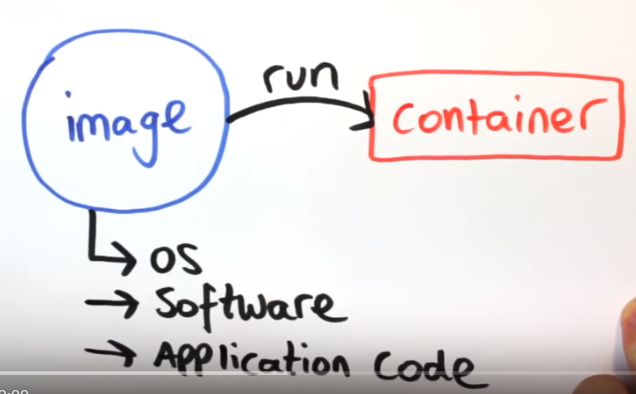 run
image
container
OS
Software
Application Code